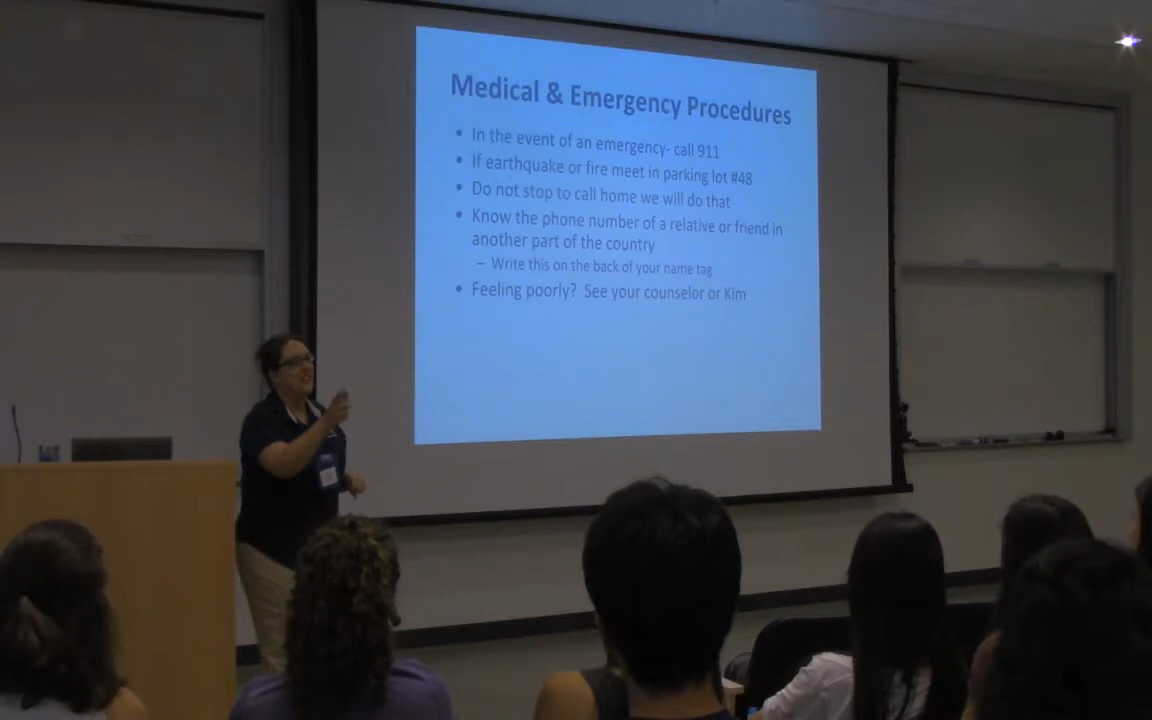 Medical & Emergency Procedures
• In the event of an emergency- call 911
• If earthquake or fire meet in parking lot #48
• Do not stop to call home we will do that
• Know the phone number of a relative or friend in
another part of the country
– Write this on the back of your name tag
• Feeling poorly? See your counselor or Kim